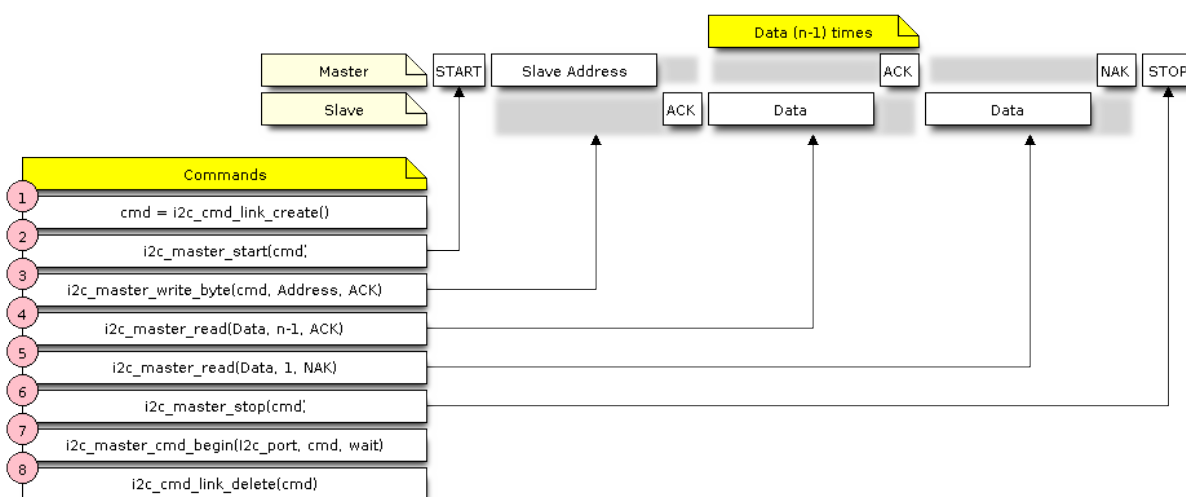 Data (n-1) times
Master START Slave Address ACK NAK STOP
Slave ACK Data Data
Commands
1
cmd = i2c_cmd_link_create()
2
i2c_master_start(cmd)
3
i2c_master_write_byte(cmd, Address, ACK)
4
i2c_master_read(Data, n-1, ACK)
5
i2c_master_read(Data, 1, NAK)
6
i2c_master_stop(cmd)
7
i2c_master_cmd_begin(I2c_port, cmd, wait)
8
i2c_cmd_link_delete(cmd)